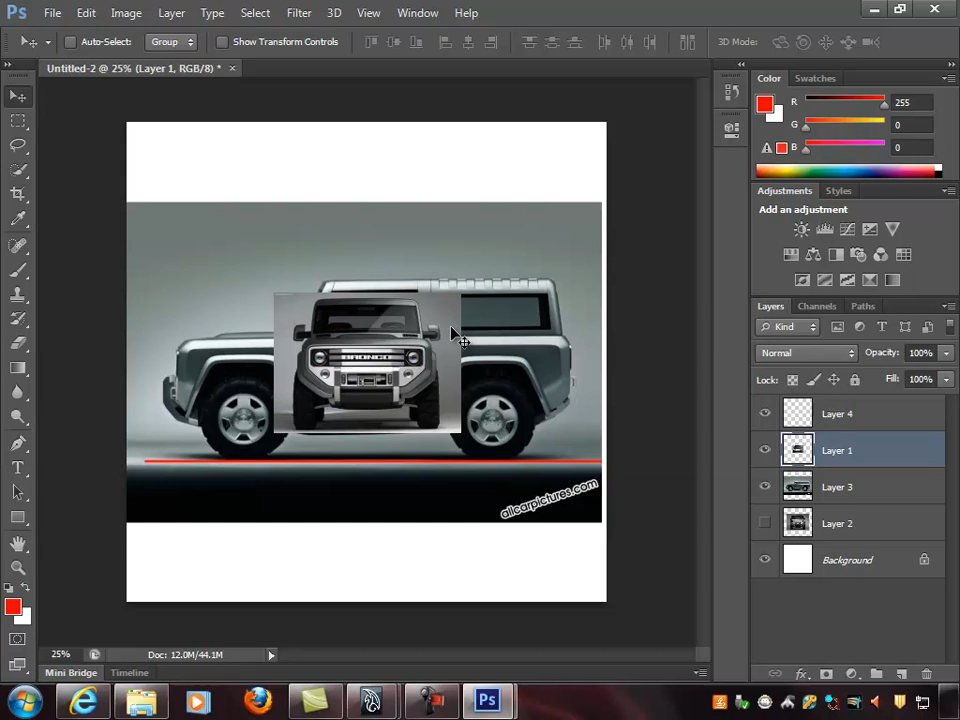 Ps File Edit Image Layer Type Select Filter 3D View Window Help
Auto-Select: Group Show Transform Controls 3D Mode:
Untitled-2 @ 25% (Layer 1, RGB/8) * ×
Color Swatches
R 255
G 0
B 0
Adjustments Styles
Add an adjustment
Layers Channels Paths
Kind
Normal Opacity: 100%
Lock: Fill: 100%
Layer 4
Layer 1
Layer 3
Layer 2
Background
BRONCO
allcarpictures.com
25% Doc: 12.0M/44.1M
Mini Bridge Timeline
Ps